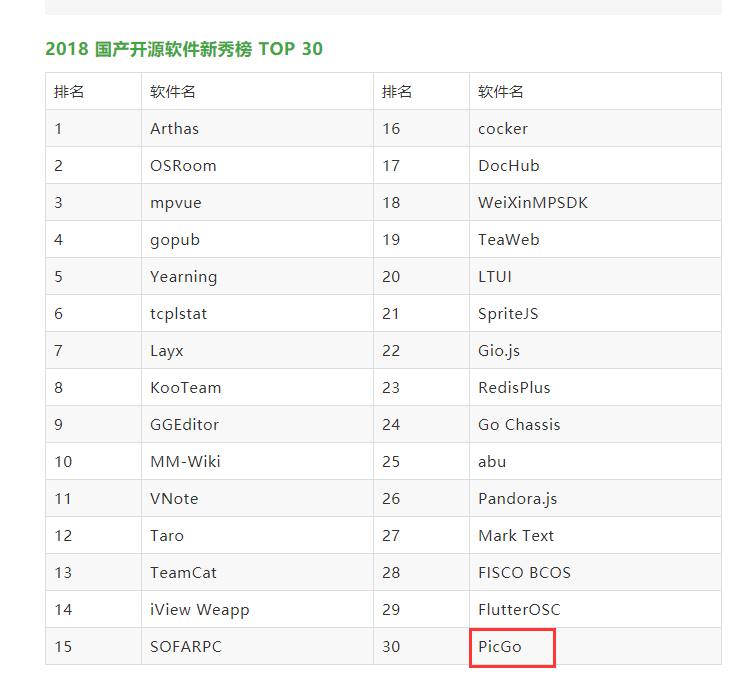 2018 国产开源软件新秀榜 TOP 30
排名 软件名 排名 软件名
1 Arthas 16 cocker
2 OSRoom 17 DocHub
3 mpvue 18 WeiXinMPSDK
4 gopub 19 TeaWeb
5 Yearning 20 LTUI
6 tcplstat 21 SpriteJS
7 Layx 22 Gio.js
8 KooTeam 23 RedisPlus
9 GGEditor 24 Go Chassis
10 MM-Wiki 25 abu
11 VNote 26 Pandora.js
12 Taro 27 Mark Text
13 TeamCat 28 FISCO BCOS
14 iView Weapp 29 FlutterOSC
15 SOFARPC 30 PicGo